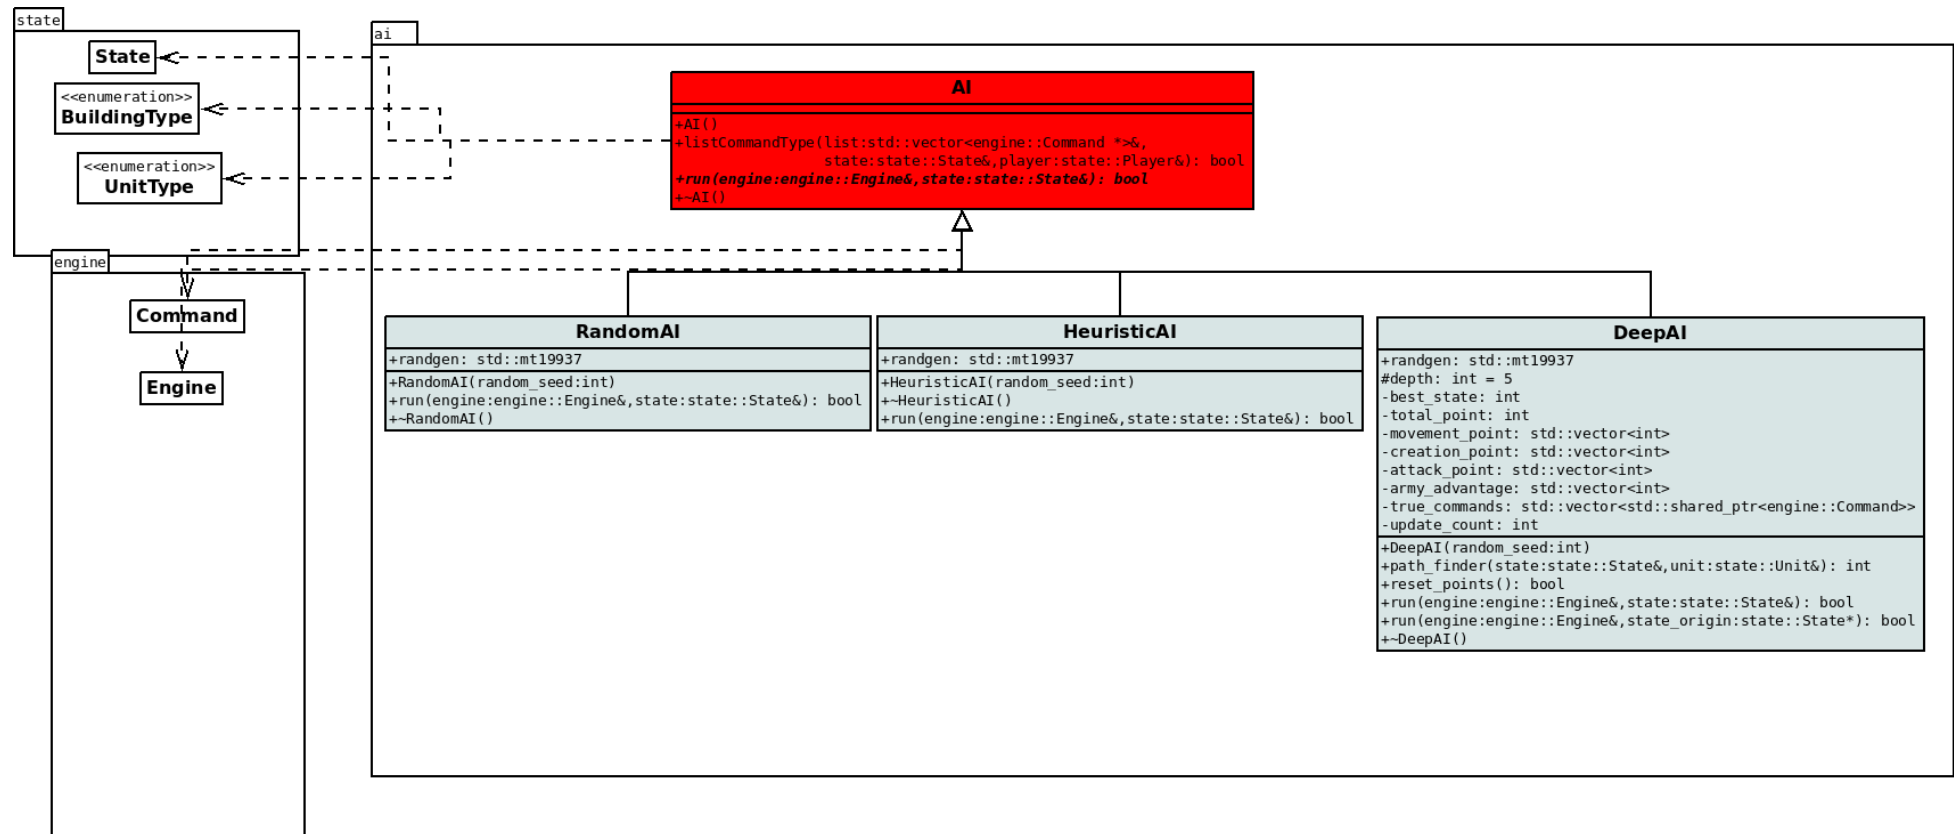 state
State
<<enumeration>>
BuildingType
<<enumeration>>
UnitType
engine
Command
Engine
ai
AI
+AI()
+listCommandType(list:std::vector<engine::Command *>&,
state:state::State&,player:state::Player&): bool
+run(engine:engine::Engine&,state:state::State&): bool
+~AI()
RandomAI
+randgen: std::mt19937
+RandomAI(random_seed:int)
+run(engine:engine::Engine&,state:state::State&): bool
+~RandomAI()
HeuristicAI
+randgen: std::mt19937
+HeuristicAI(random_seed:int)
+~HeuristicAI()
+run(engine:engine::Engine&,state:state::State&): bool
DeepAI
+randgen: std::mt19937
#depth: int = 5
-best_state: int
-total_point: int
-movement_point: std::vector<int>
-creation_point: std::vector<int>
-attack_point: std::vector<int>
-army_advantage: std::vector<int>
-true_commands: std::vector<std::shared_ptr<engine::Command>>
-update_count: int
+DeepAI(random_seed:int)
+path_finder(state:state::State&,unit:state::Unit&): int
+reset_points(): bool
+run(engine:engine::Engine&,state:state::State&): bool
+run(engine:engine::Engine&,state_origin:state::State*): bool
+~DeepAI()